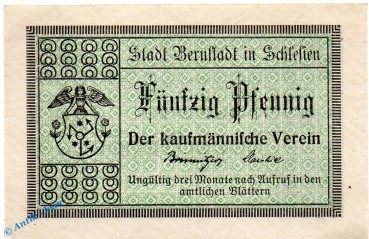 Stadt Bernstadt in Schlesien
Fünfzig Pfennig
Der kaufmännische Verein
Ungültig drei Monate nach Aufruf in den
amtlichen Blättern